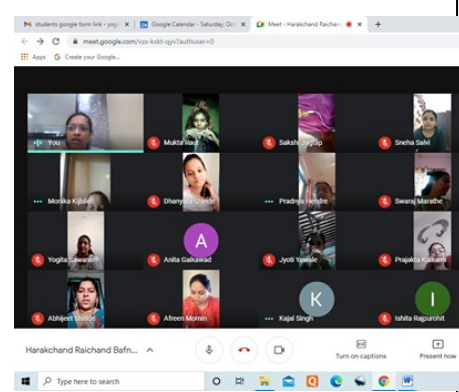 students google form link - yogi
Google Calendar - Saturday, Oct
Meet - Harakchand Raichand
meet.google.com/vzx-kxkt-qyv?authuser=0
Apps
Create your Google...
You
Mukta Raut
Sakshi Jagtap
Sneha Salvi
Monika Kijbile
Dhanyata Shinde
Pradnya Hendre
Swaraj Marathe
Yogita Sawane
A
Anita Gaikawad
Jyoti Yewale
Prajakta Kulkarni
Abhijeet Shinde
Afreen Momin
K
Kajal Singh
I
Ishita Rajpurohit
Harakchand Raichand Bafn...
Turn on captions
Present now
Type here to search